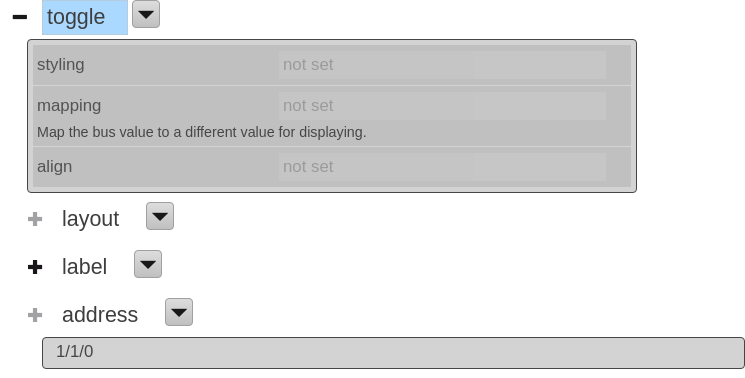 toggle
styling not set
mapping not set
Map the bus value to a different value for displaying.
align not set
layout
label
address
1/1/0